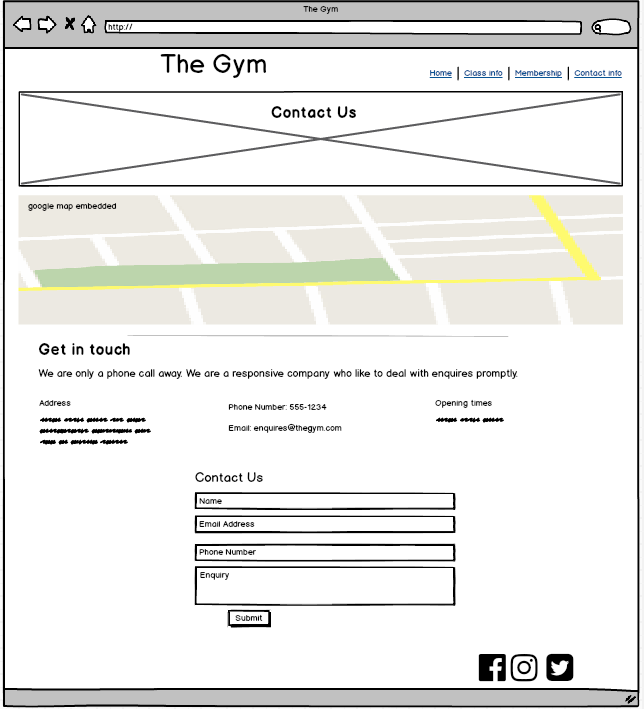 The Gym
http://
The Gym
Home | Class info | Membership | Contact info
Contact Us
google map embedded
Get in touch
We are only a phone call away. We are a responsive company who like to deal with enquires promptly.
Address
Phone Number: 555-1234
Opening times
Email: enquires@thegym.com
Contact Us
Name
Email Address
Phone Number
Enquiry
Submit